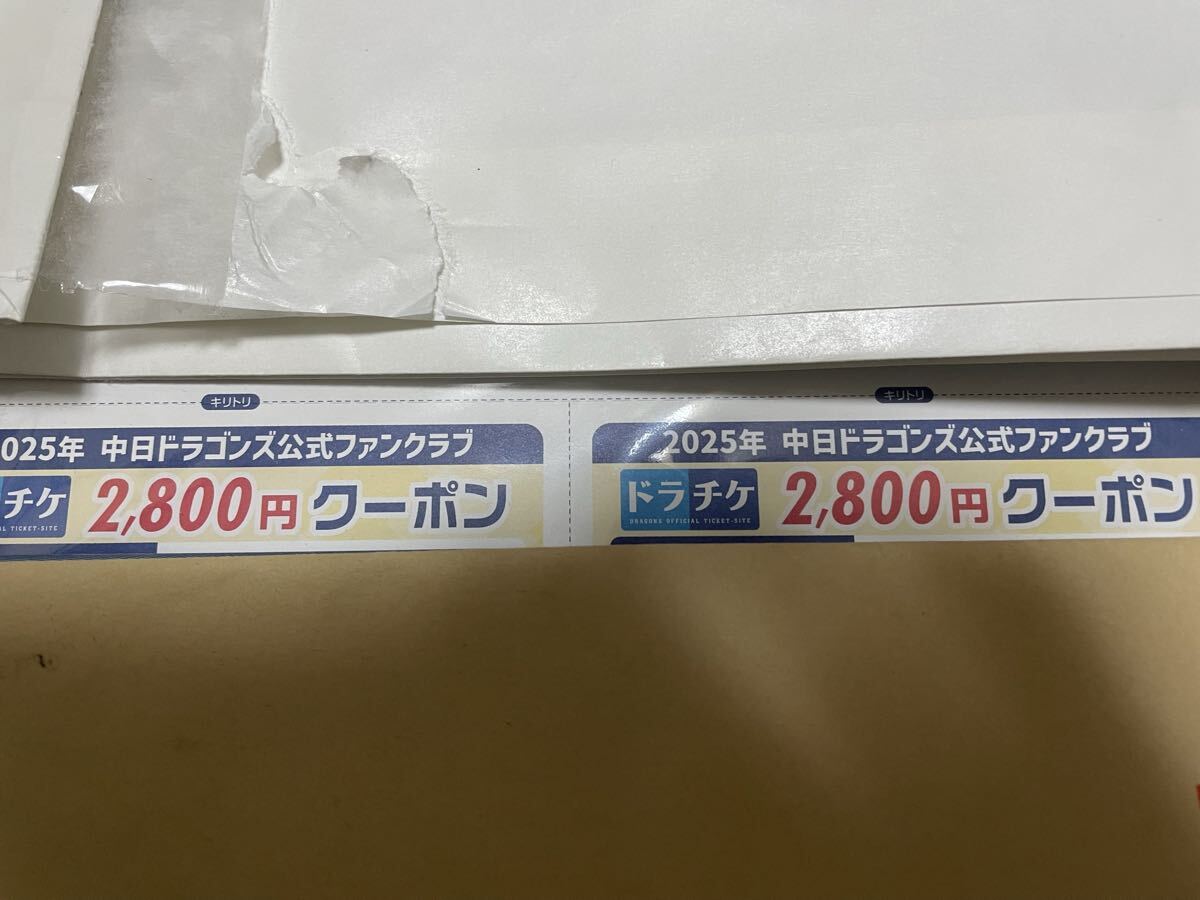 キリトリ
025年 中日ドラゴンズ公式ファンクラブ
チケ 2,800円 クーポン
AL TICKET-SITE
キリトリ
2025年 中日ドラゴンズ公式ファンクラブ
ドラチケ 2,800円 クーポン
DRAGONS OFFICIAL TICKET-SITE